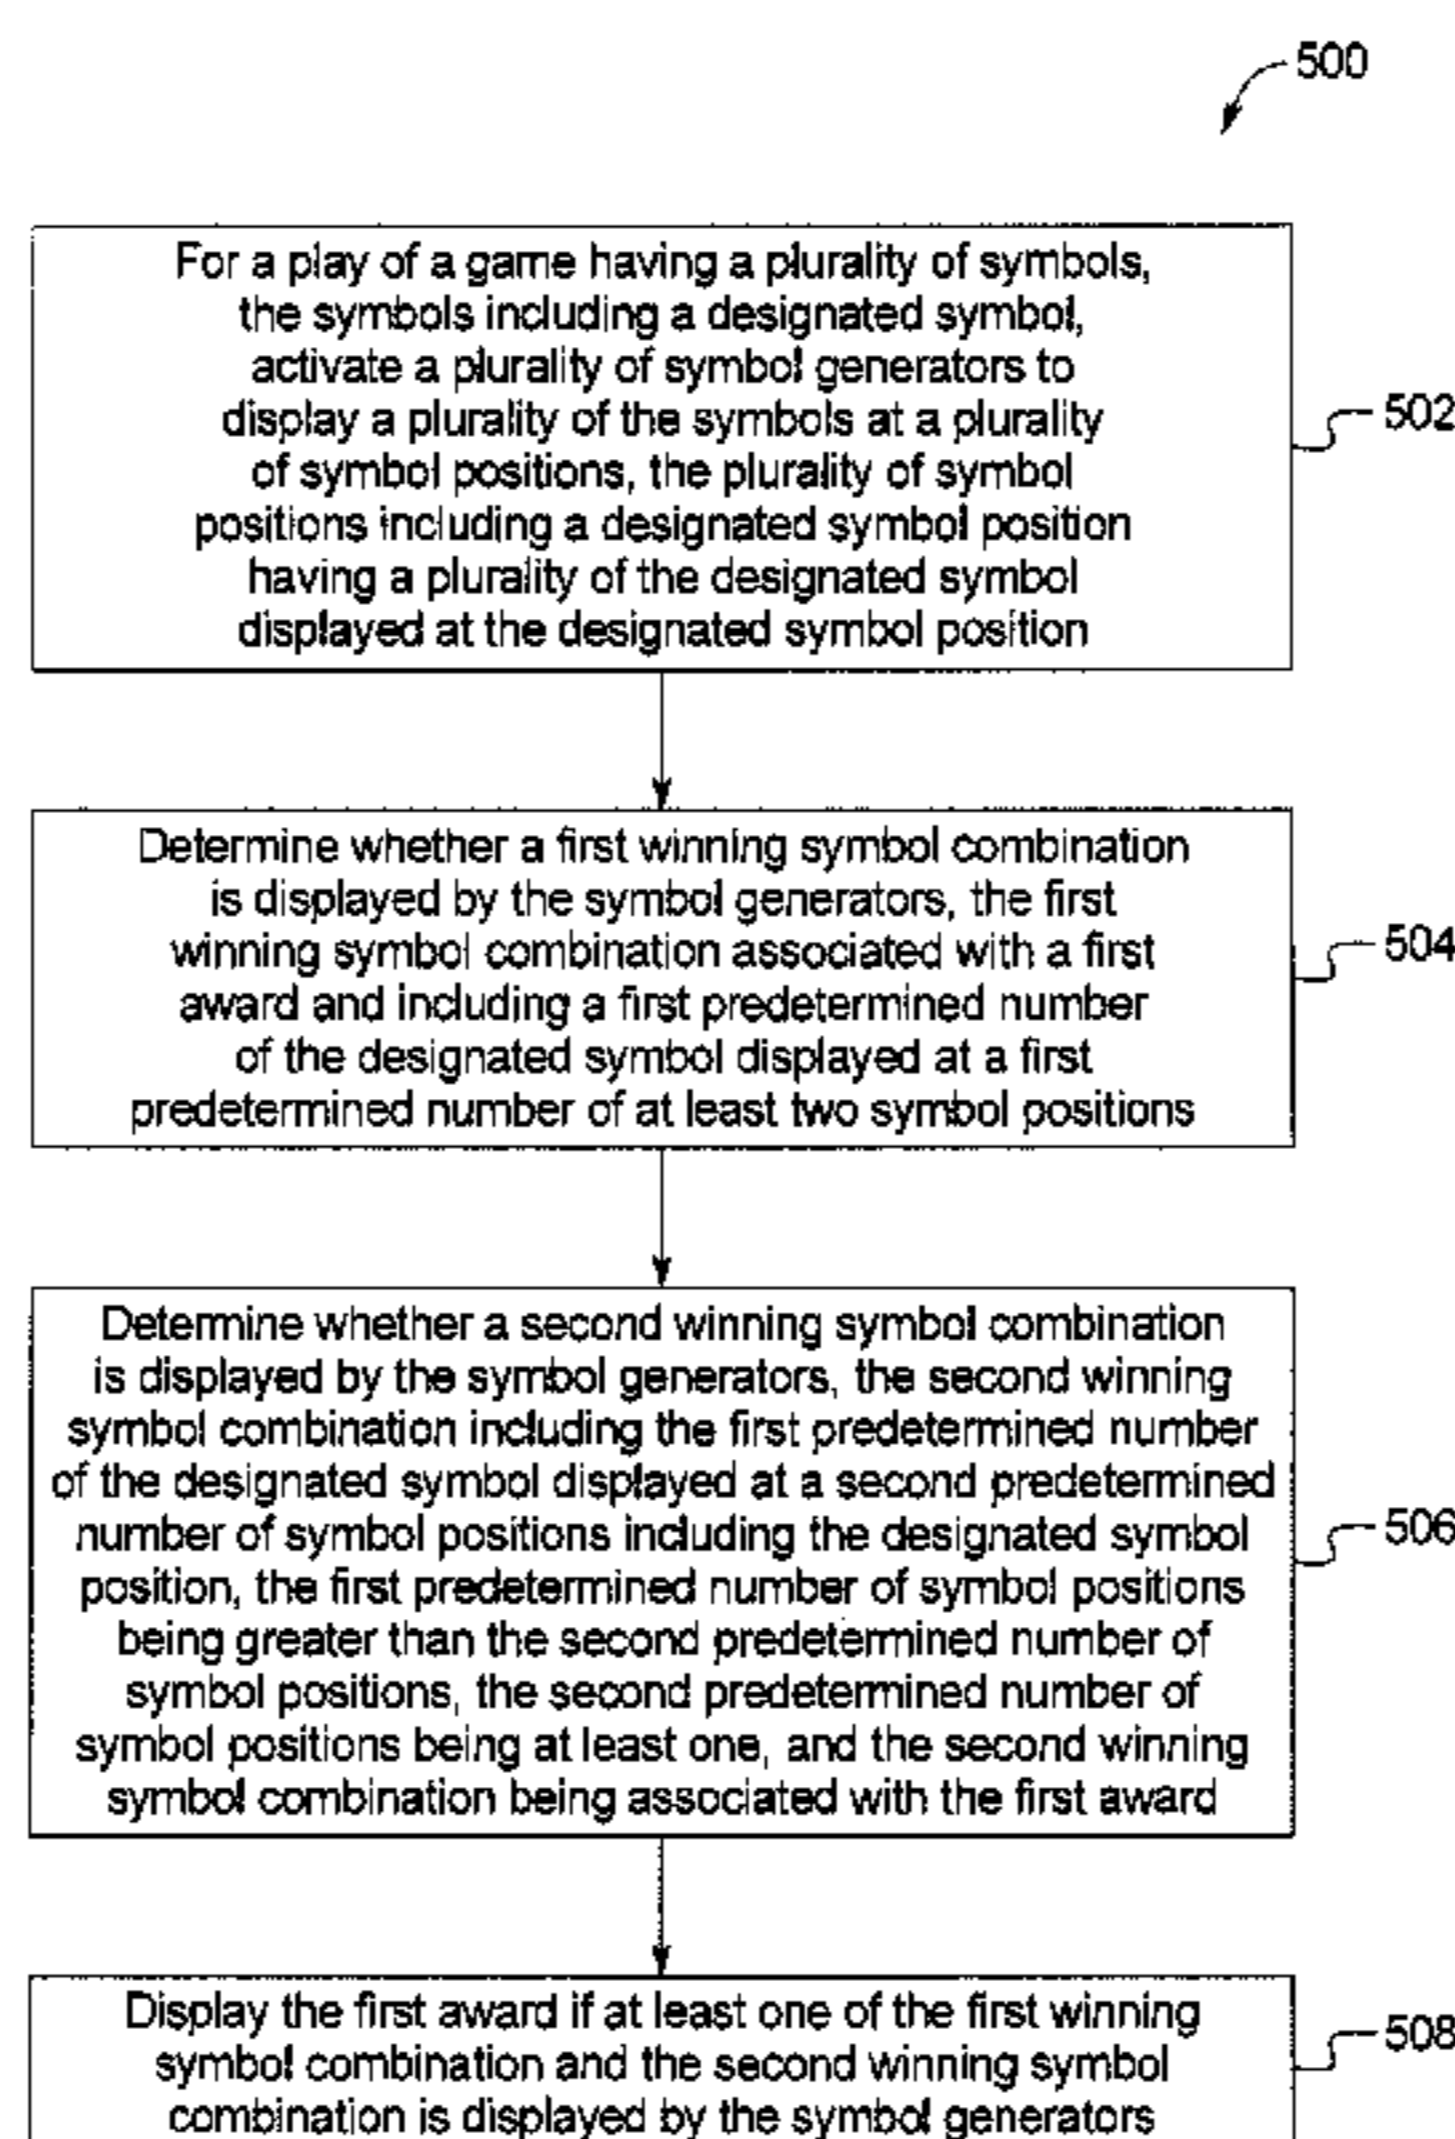 500
For a play of a game having a plurality of symbols,
the symbols including a designated symbol,
activate a plurality of symbol generators to
display a plurality of the symbols at a plurality
of symbol positions, the plurality of symbol
positions including a designated symbol position
having a plurality of the designated symbol
displayed at the designated symbol position
502
Determine whether a first winning symbol combination
is displayed by the symbol generators, the first
winning symbol combination associated with a first
award and including a first predetermined number
of the designated symbol displayed at a first
predetermined number of at least two symbol positions
504
Determine whether a second winning symbol combination
is displayed by the symbol generators, the second winning
symbol combination including the first predetermined number
of the designated symbol displayed at a second predetermined
number of symbol positions including the designated symbol
position, the first predetermined number of symbol positions
being greater than the second predetermined number of
symbol positions, the second predetermined number of
symbol positions being at least one, and the second winning
symbol combination being associated with the first award
506
Display the first award if at least one of the first winning
symbol combination and the second winning symbol
combination is displayed by the symbol generators
508